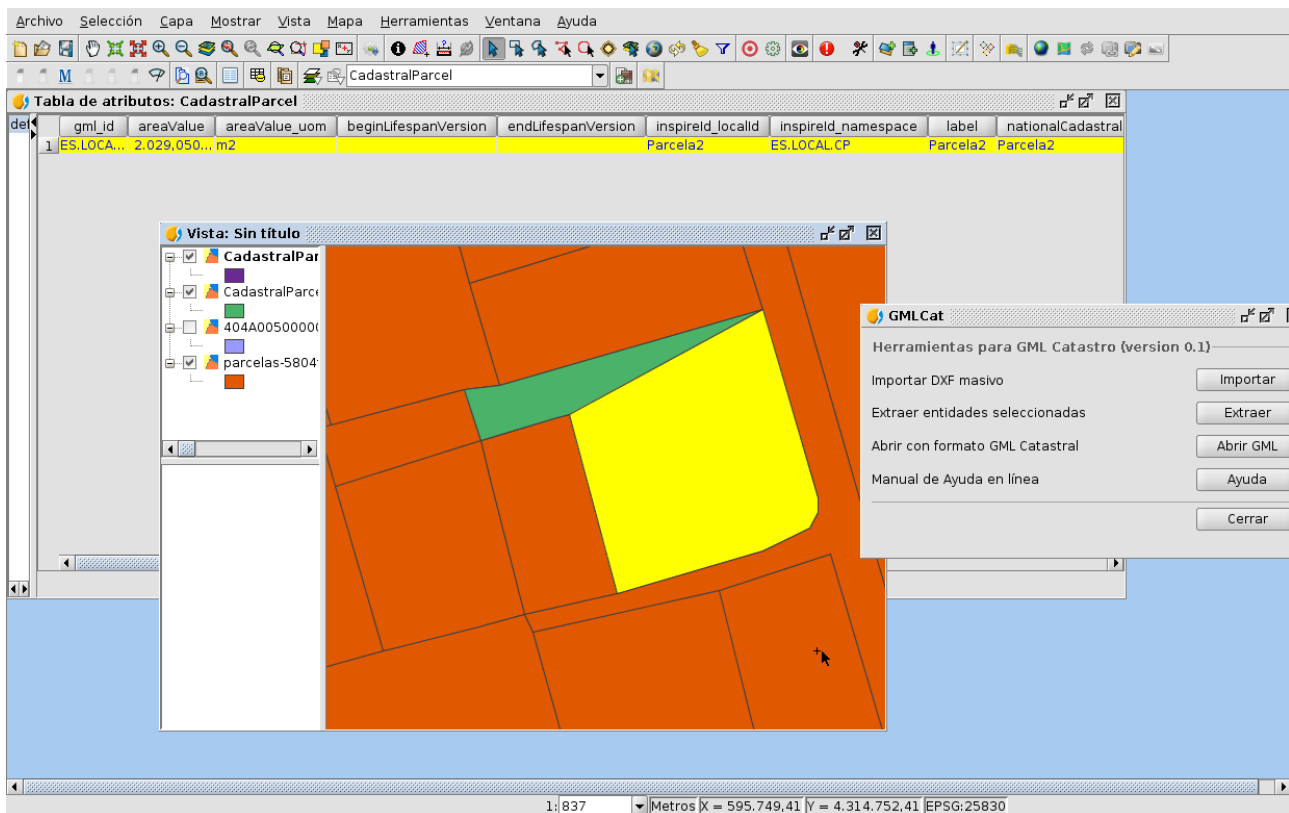 Archivo Selección Capa Mostrar Vista Mapa Herramientas Ventana Ayuda
M CadastralParcel
Tabla de atributos: CadastralParcel
gml_id areaValue areaValue_uom beginLifespanVersion endLifespanVersion inspireId_localId inspireId_namespace label nationalCadastral
1 ES.LOCA... 2.029,050... m2 Parcela2 ES.LOCAL.CP Parcela2 Parcela2
Vista: Sin título
CadastralPar
CadastralParce
404A0050000
parcelas-5804
GMLCat
Herramientas para GML Catastro (version 0.1)
Importar DXF masivo Importar
Extraer entidades seleccionadas Extraer
Abrir con formato GML Catastral Abrir GML
Manual de Ayuda en línea Ayuda
Cerrar
1: 837 Metros X = 595.749,41 Y = 4.314.752,41 EPSG:25830